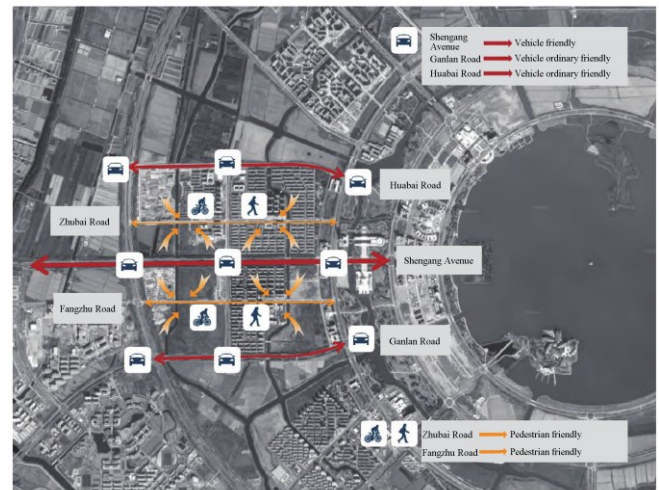 Shengang
Avenue
Vehicle friendly
Ganlan Road
Vehicle ordinary friendly
Huabai Road
Vehicle ordinary friendly
Huabai Road
Zhubai Road
Shengang Avenue
Fangzhu Road
Ganlan Road
Zhubai Road
Pedestrian friendly
Fangzhu Road
Pedestrian friendly